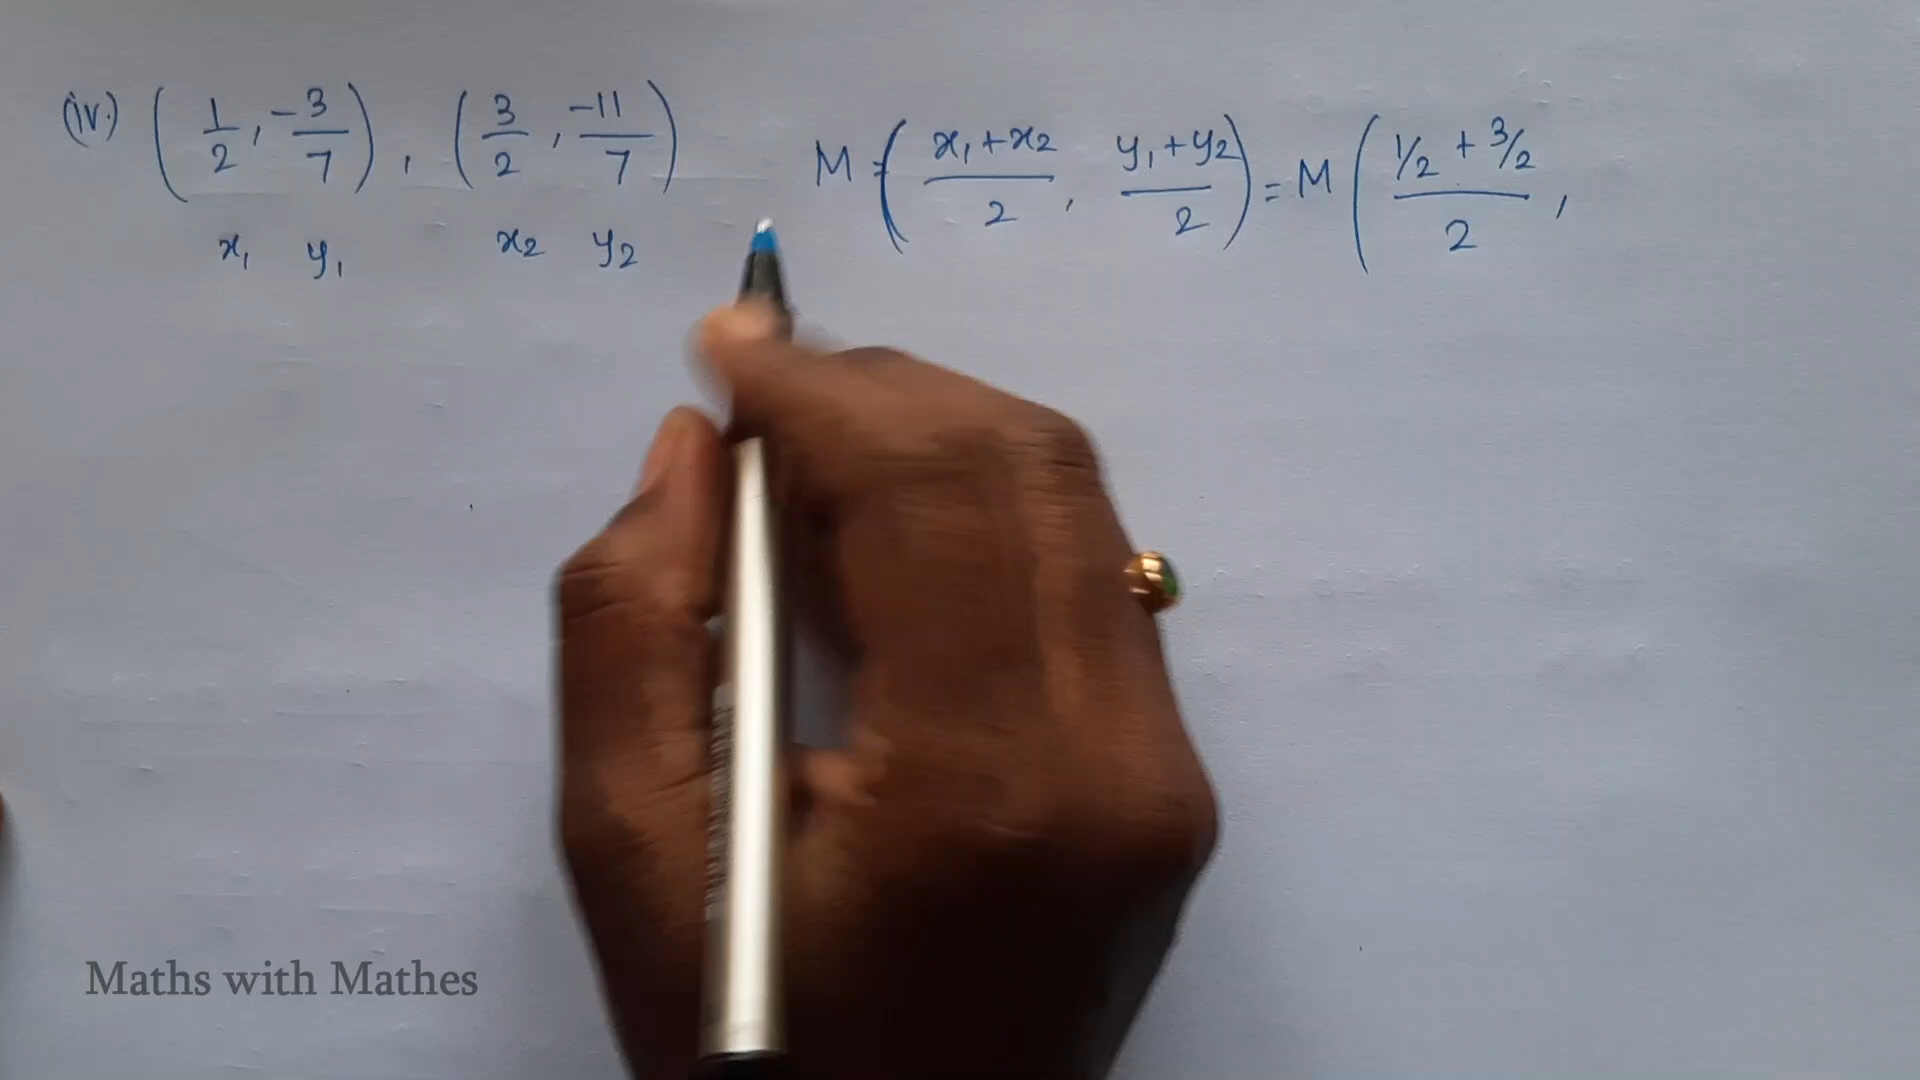 (iv.) (1/2, -3/7), (3/2, -11/7) M = (x₁+x₂/2, y₁+y₂/2) = M (1/2 + 3/2/2,
x₁ y₁ x₂ y₂
Maths with Mathes